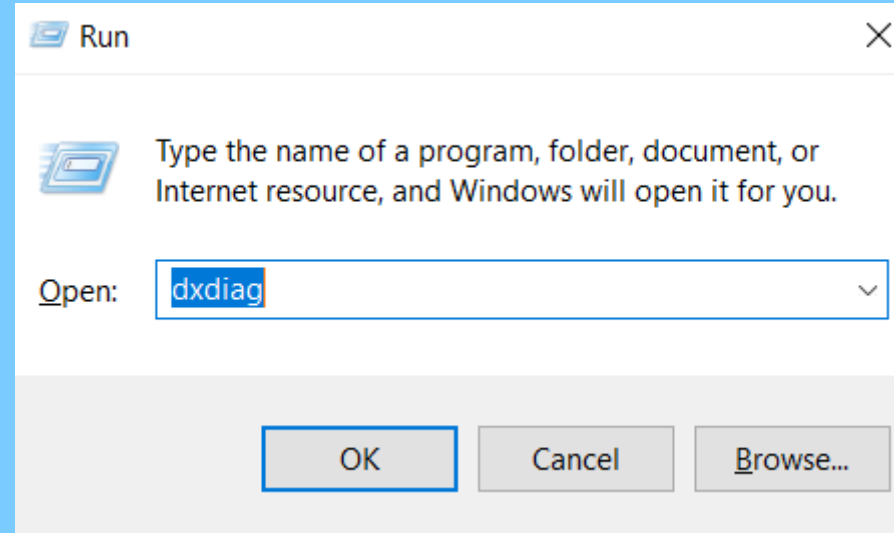 Run
Type the name of a program, folder, document, or
Internet resource, and Windows will open it for you.
Open: dxdiag
OK Cancel Browse...